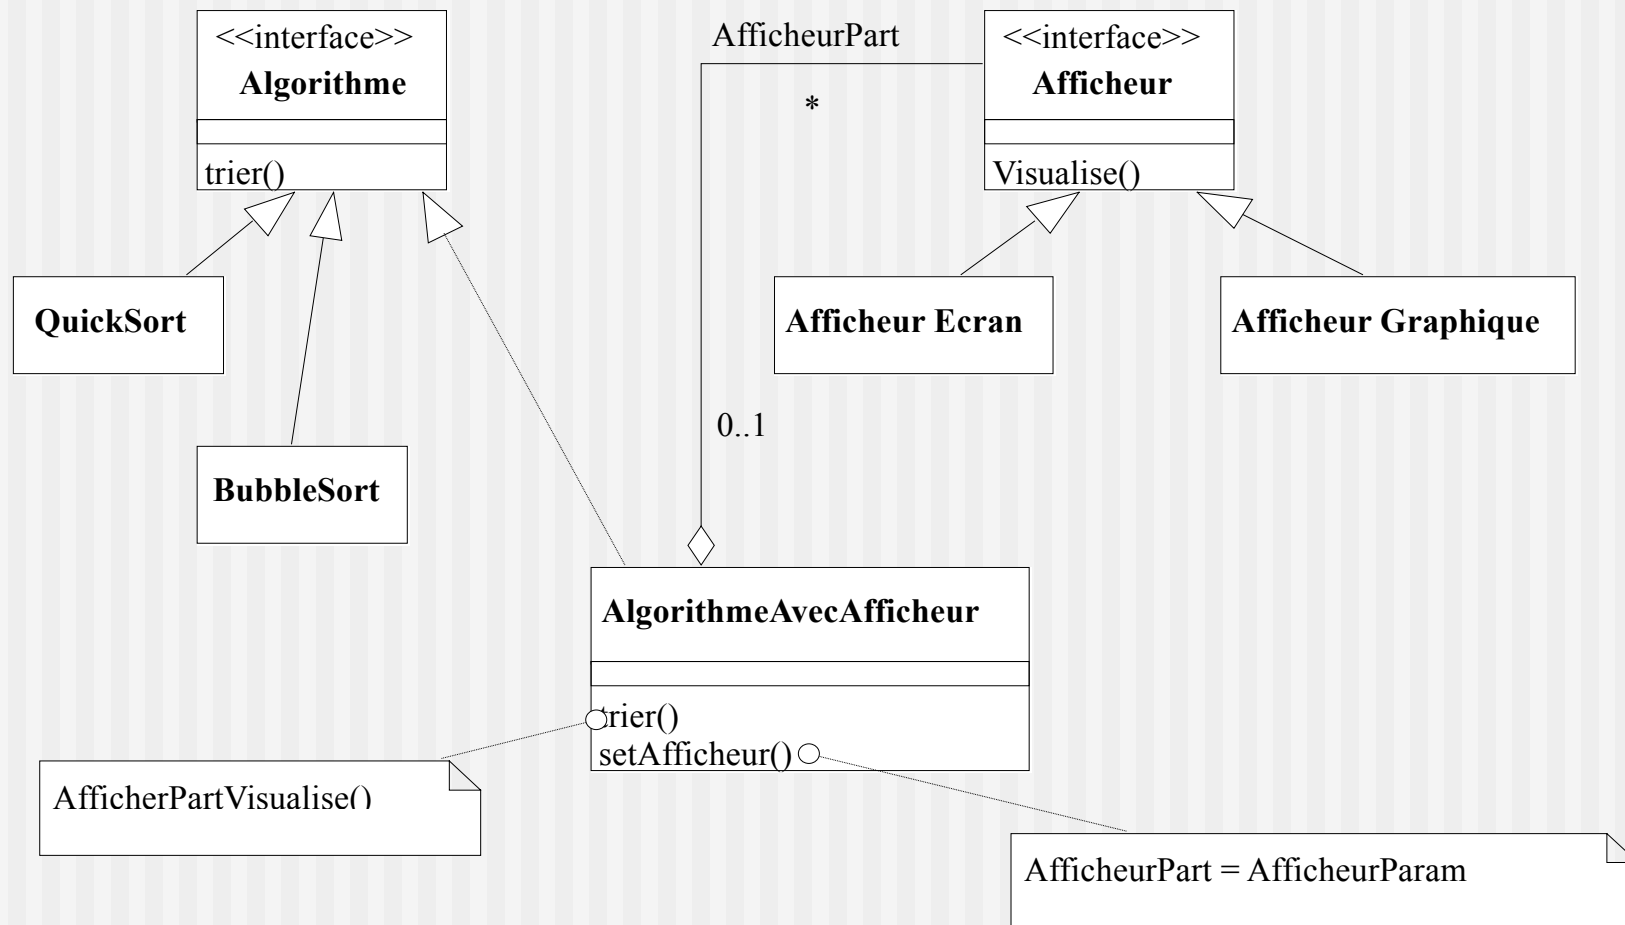 <<interface>>
Algorithme
trier()
AfficheurPart
*
<<interface>>
Afficheur
Visualise()
QuickSort
Afficheur Ecran
Afficheur Graphique
0..1
BubbleSort
AlgorithmeAvecAfficheur
trier()
setAfficheur()
AfficherPartVisualise()
AfficheurPart = AfficheurParam